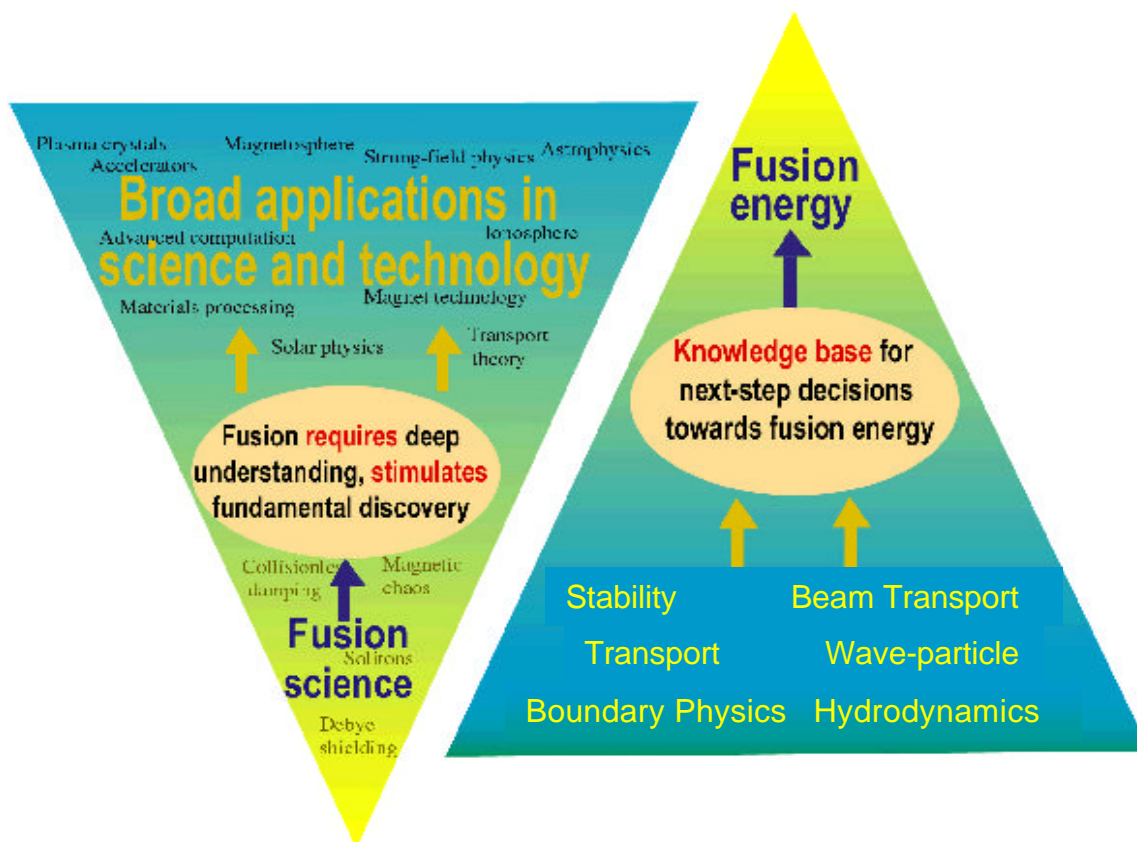 Plasma crystals
Magnetosphere
Accelerators
Strong-field physics
Astrophysics
Broad applications in
Advanced computation
Ionosphere
science and technology
Materials processing
Magnet technology
Solar physics
Transport
theory
Fusion requires deep
understanding, stimulates
fundamental discovery
Collisionless
damping
Magnetic
chaos
Fusion
Solitons
science
Debye
shielding
Fusion
energy
Knowledge base for
next-step decisions
towards fusion energy
Stability
Beam Transport
Transport
Wave-particle
Boundary Physics
Hydrodynamics